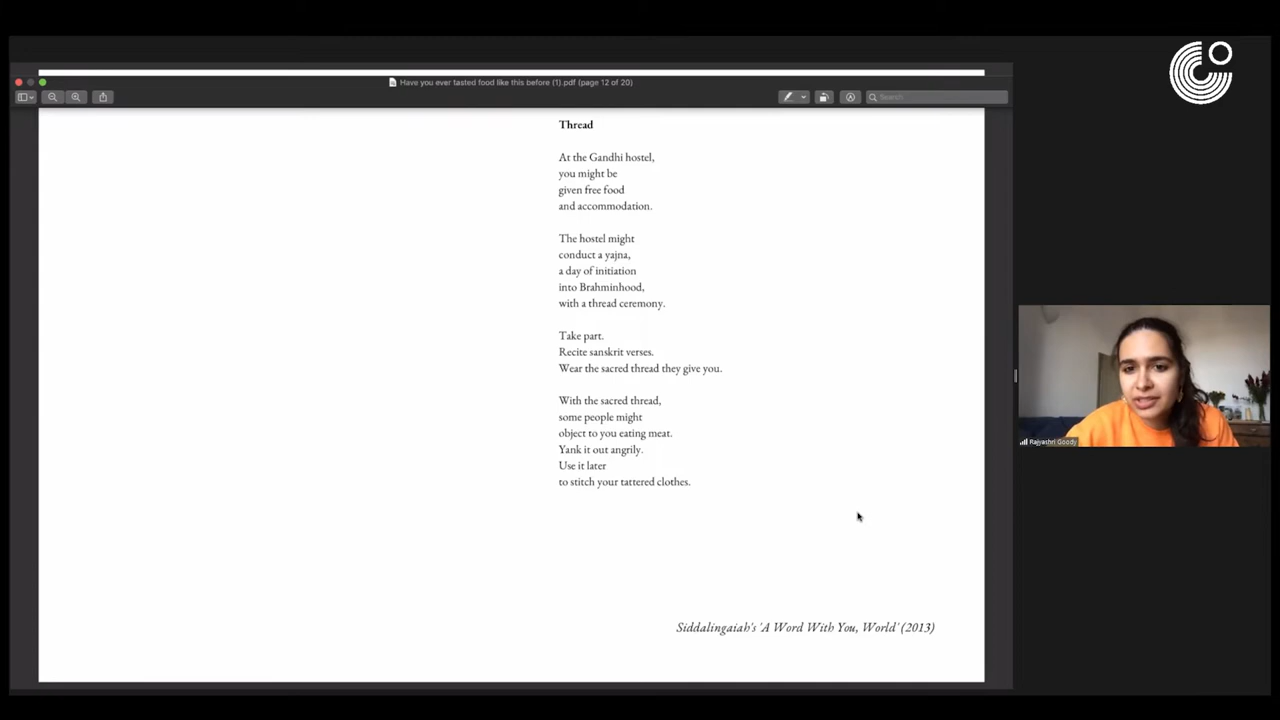 Have you ever tasted food like this before (1).pdf (page 12 of 20)
Search
Thread
At the Gandhi hostel,
you might be
given free food
and accommodation.
The hostel might
conduct a yajna,
a day of initiation
into Brahminhood,
with a thread ceremony.
Take part.
Recite sanskrit verses.
Wear the sacred thread they give you.
With the sacred thread,
some people might
object to you eating meat.
Yank it out angrily.
Use it later
to stitch your tattered clothes.
Siddalingaiah's 'A Word With You, World' (2013)
Rajyashri Goody